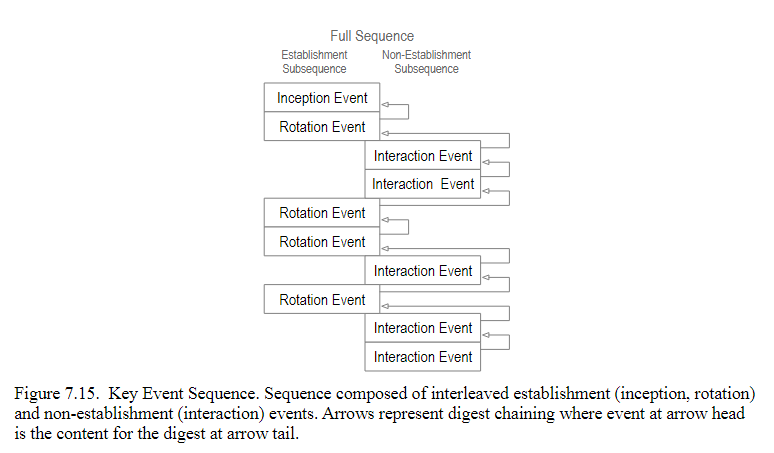 Full Sequence
Establishment Non-Establishment
Subsequence Subsequence
Inception Event
Rotation Event
Interaction Event
Interaction Event
Rotation Event
Rotation Event
Interaction Event
Rotation Event
Interaction Event
Interaction Event
Figure 7.15. Key Event Sequence. Sequence composed of interleaved establishment (inception, rotation)
and non-establishment (interaction) events. Arrows represent digest chaining where event at arrow head
is the content for the digest at arrow tail.